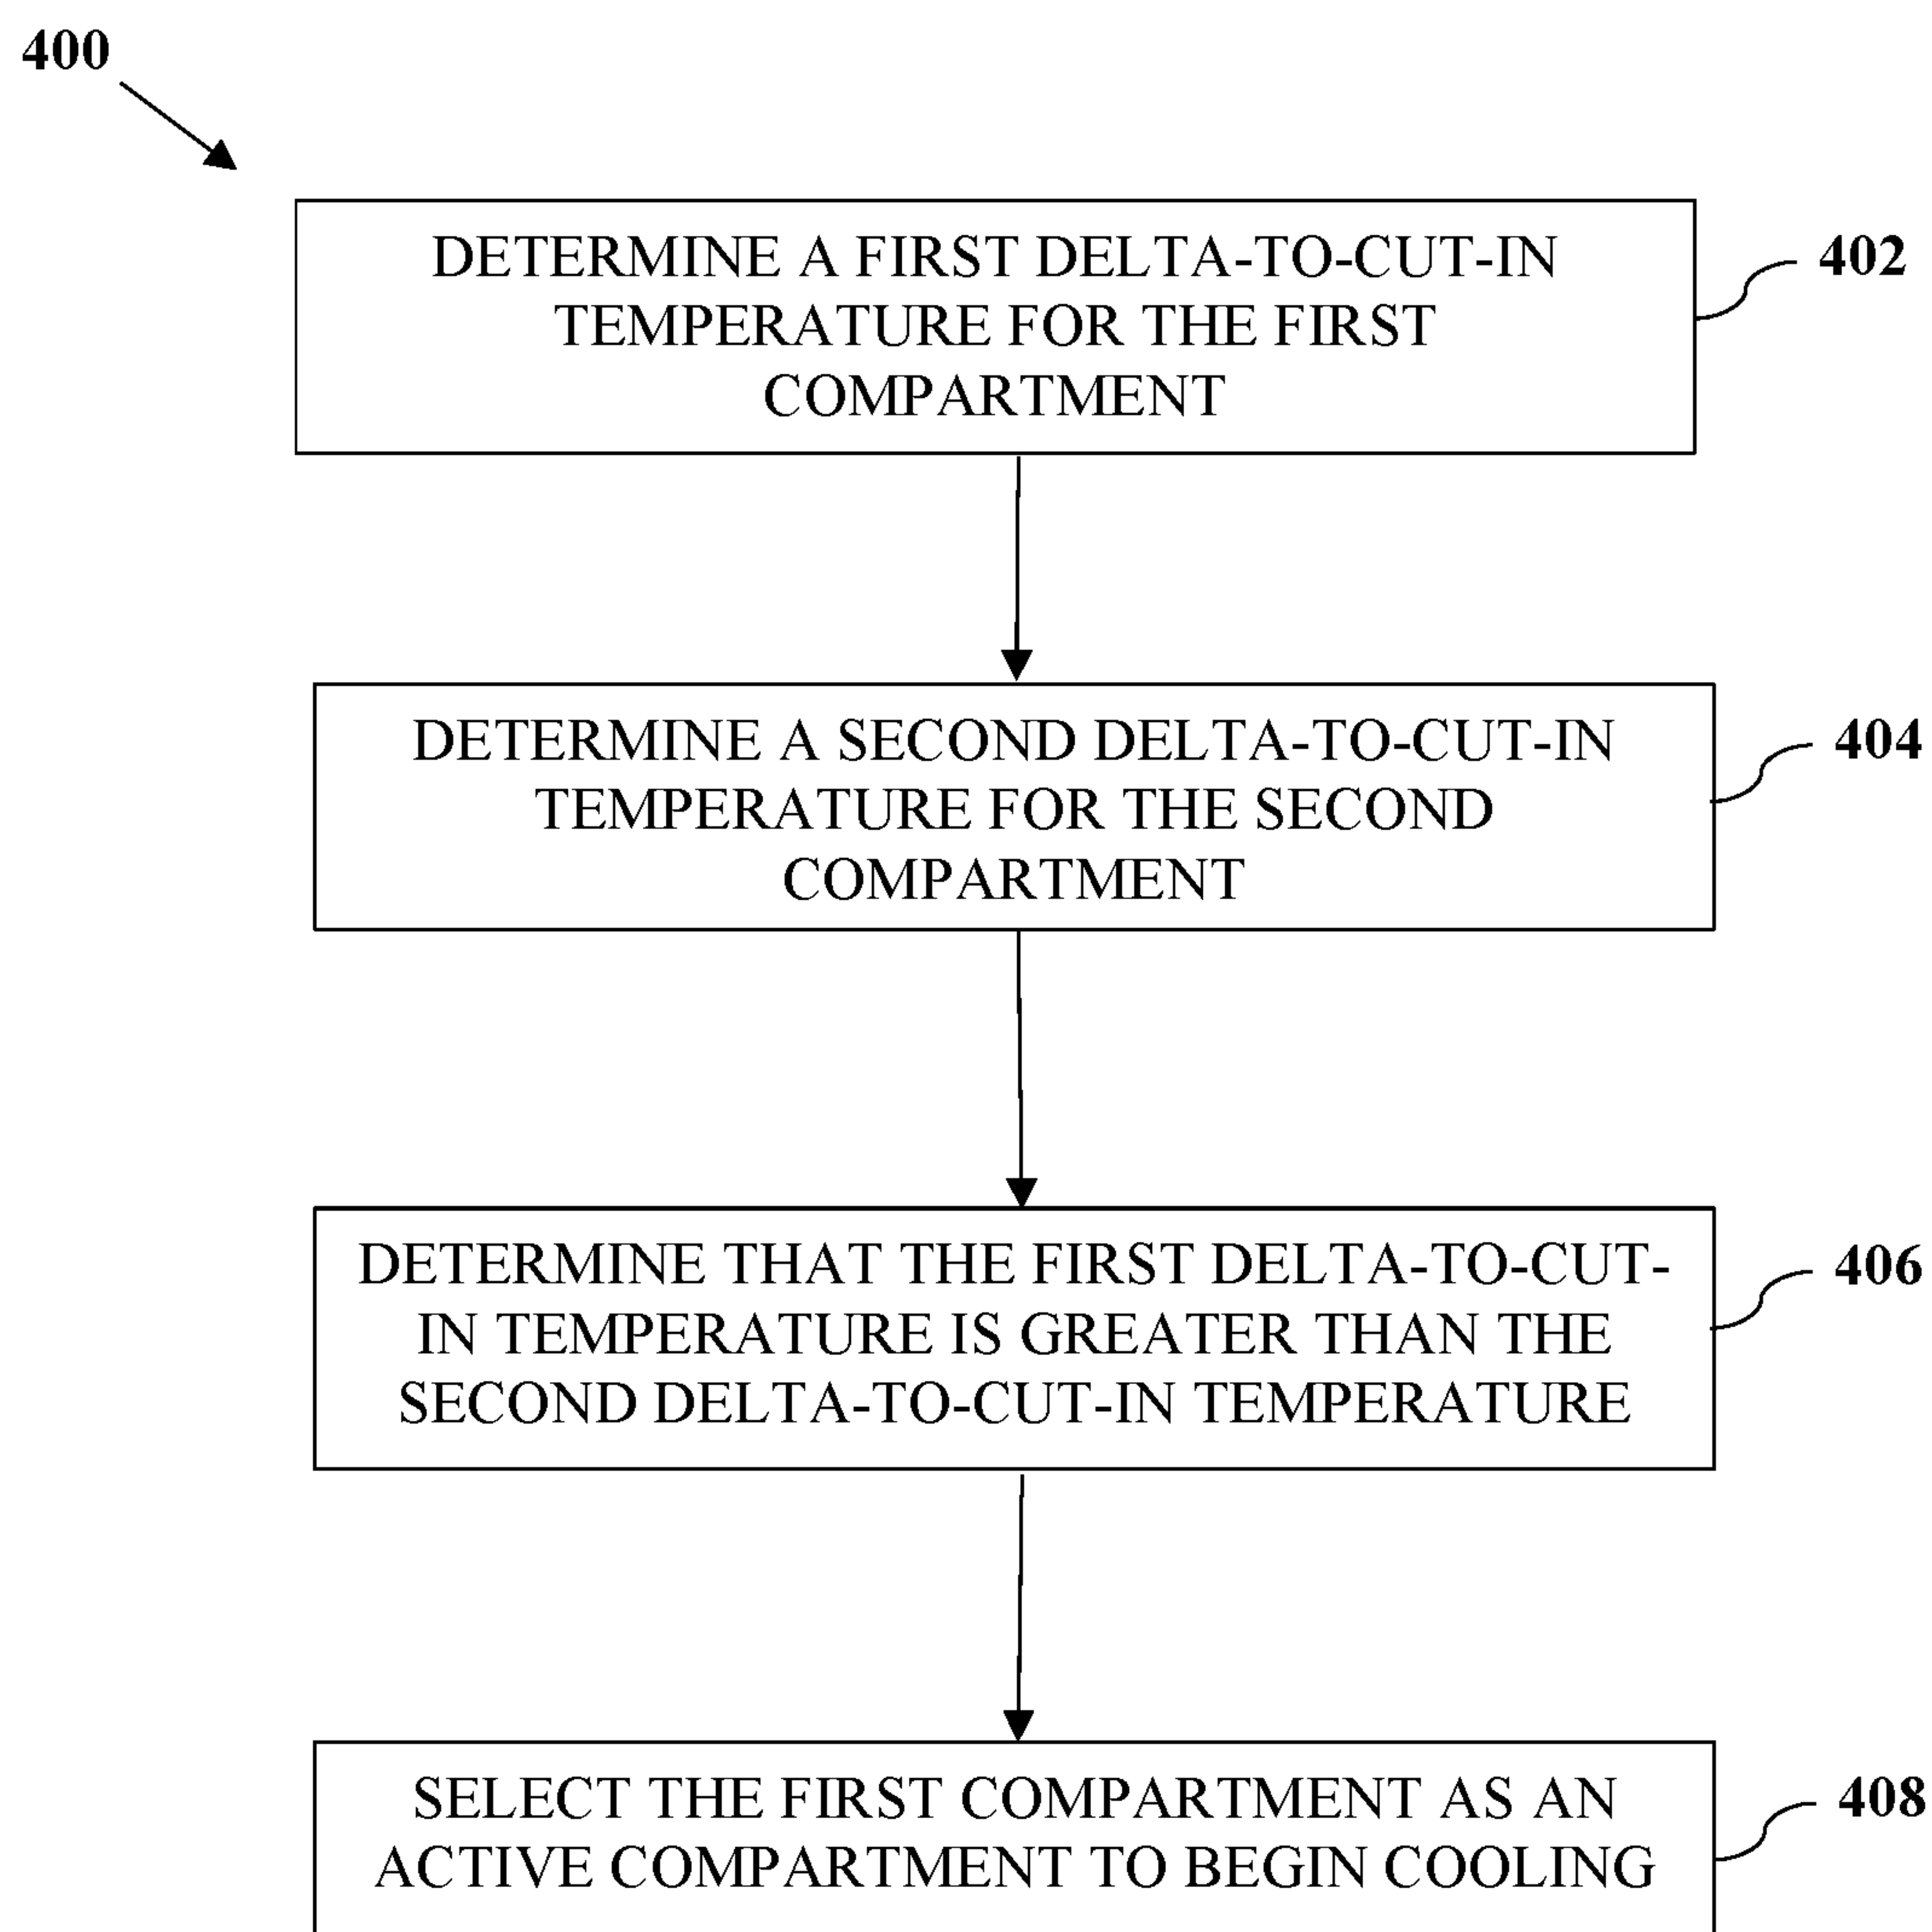 400
DETERMINE A FIRST DELTA-TO-CUT-IN
TEMPERATURE FOR THE FIRST
COMPARTMENT
402
DETERMINE A SECOND DELTA-TO-CUT-IN
TEMPERATURE FOR THE SECOND
COMPARTMENT
404
DETERMINE THAT THE FIRST DELTA-TO-CUT-
IN TEMPERATURE IS GREATER THAN THE
SECOND DELTA-TO-CUT-IN TEMPERATURE
406
SELECT THE FIRST COMPARTMENT AS AN
ACTIVE COMPARTMENT TO BEGIN COOLING
408